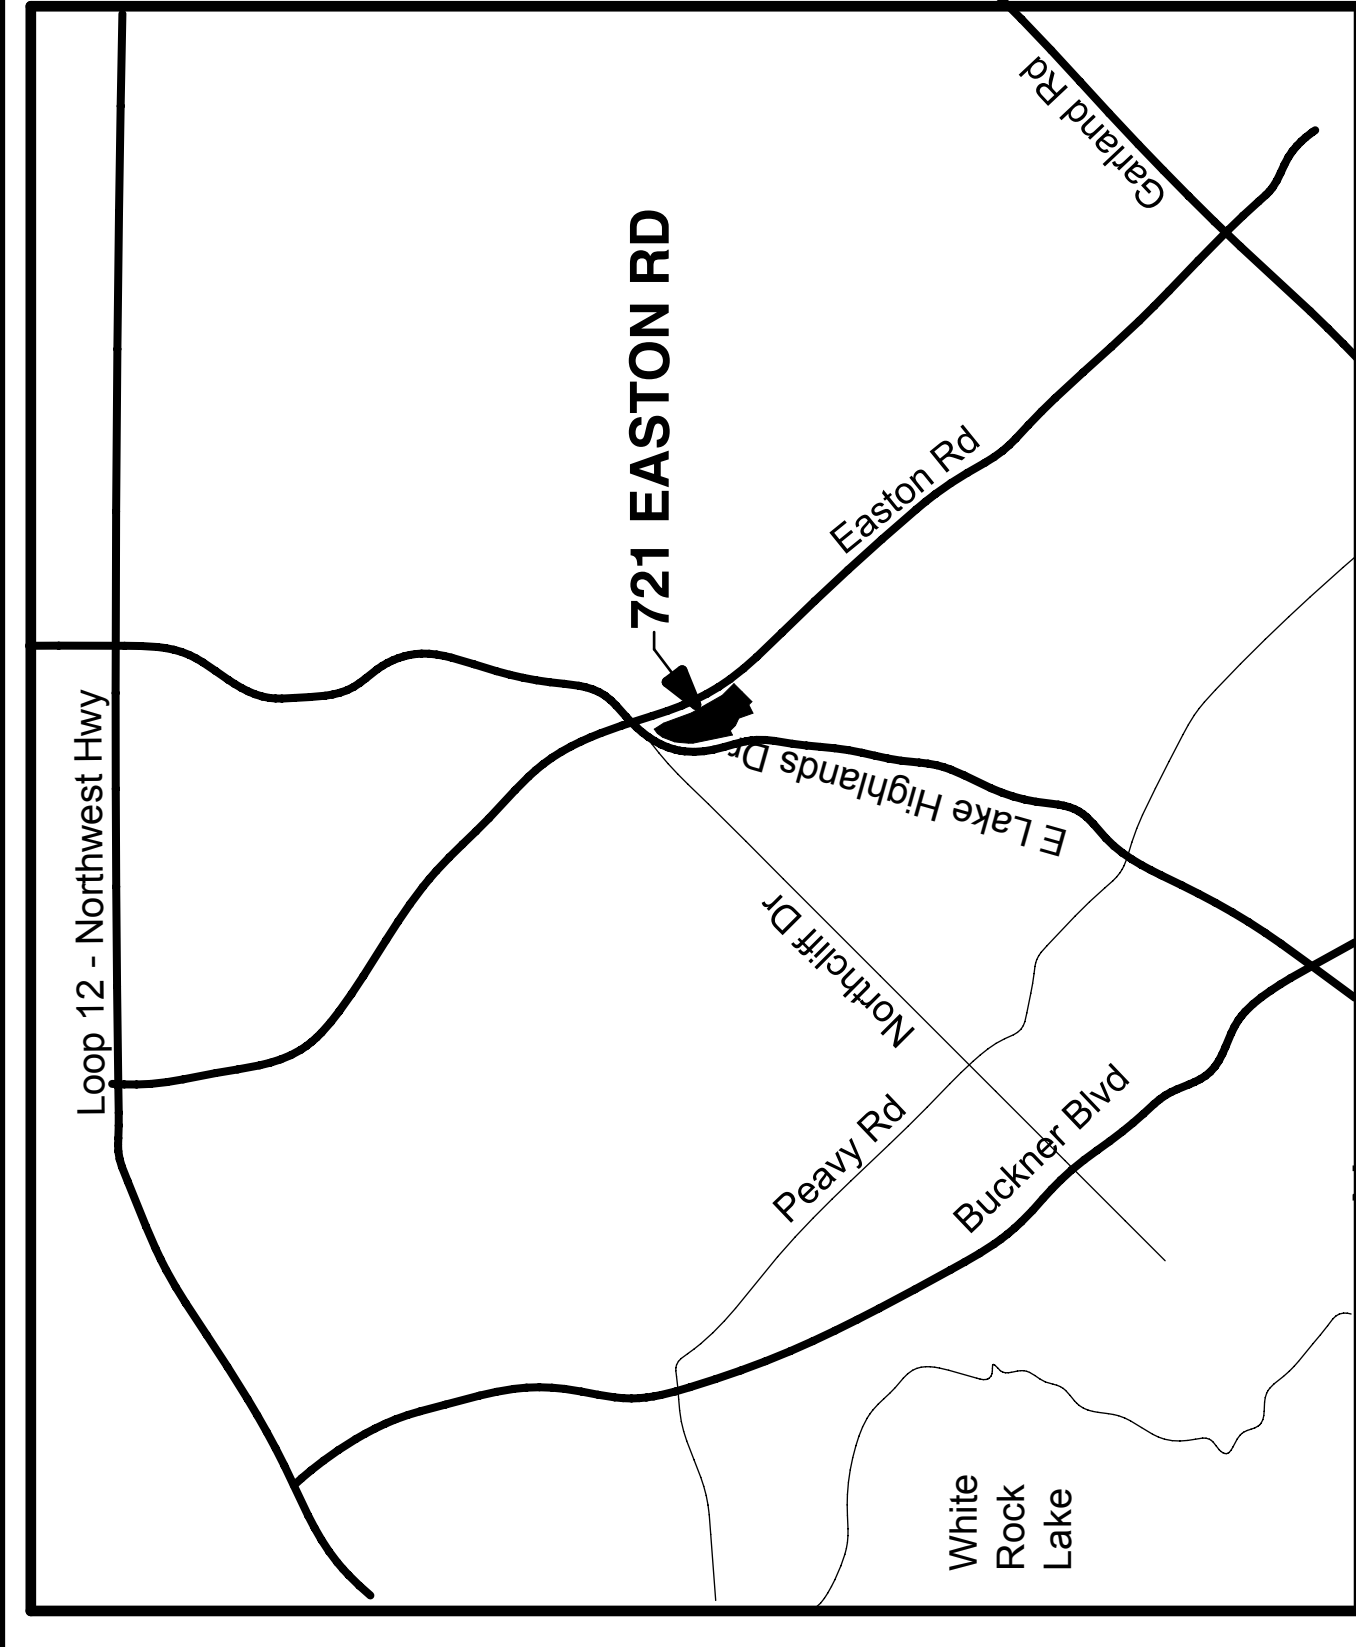 Loop 12 - Northwest Hwy
721 EASTON RD
Garland Rd
Easton Rd
E Lake Highlands Dr
Northcliff Dr
Peavy Rd
Buckner Blvd
White
Rock
Lake